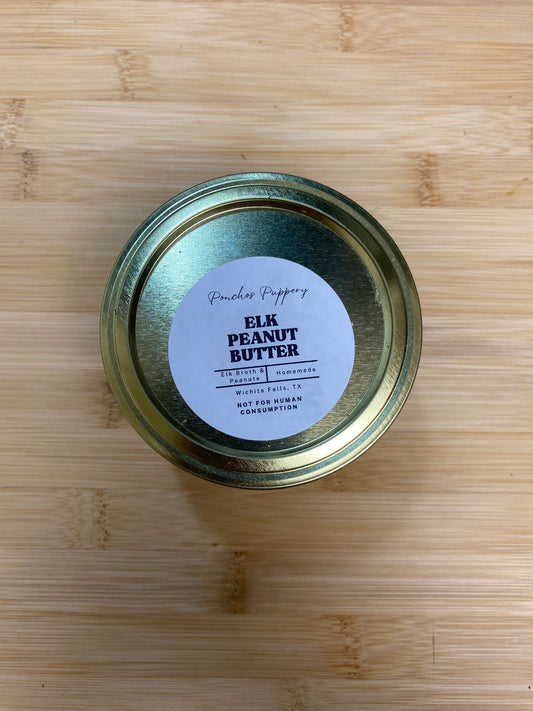 Ponchos Puppery
ELK
PEANUT
BUTTER
Elk Broth & Homemade
Peanuts
Wichita Falls, TX
NOT FOR HUMAN
CONSUMPTION